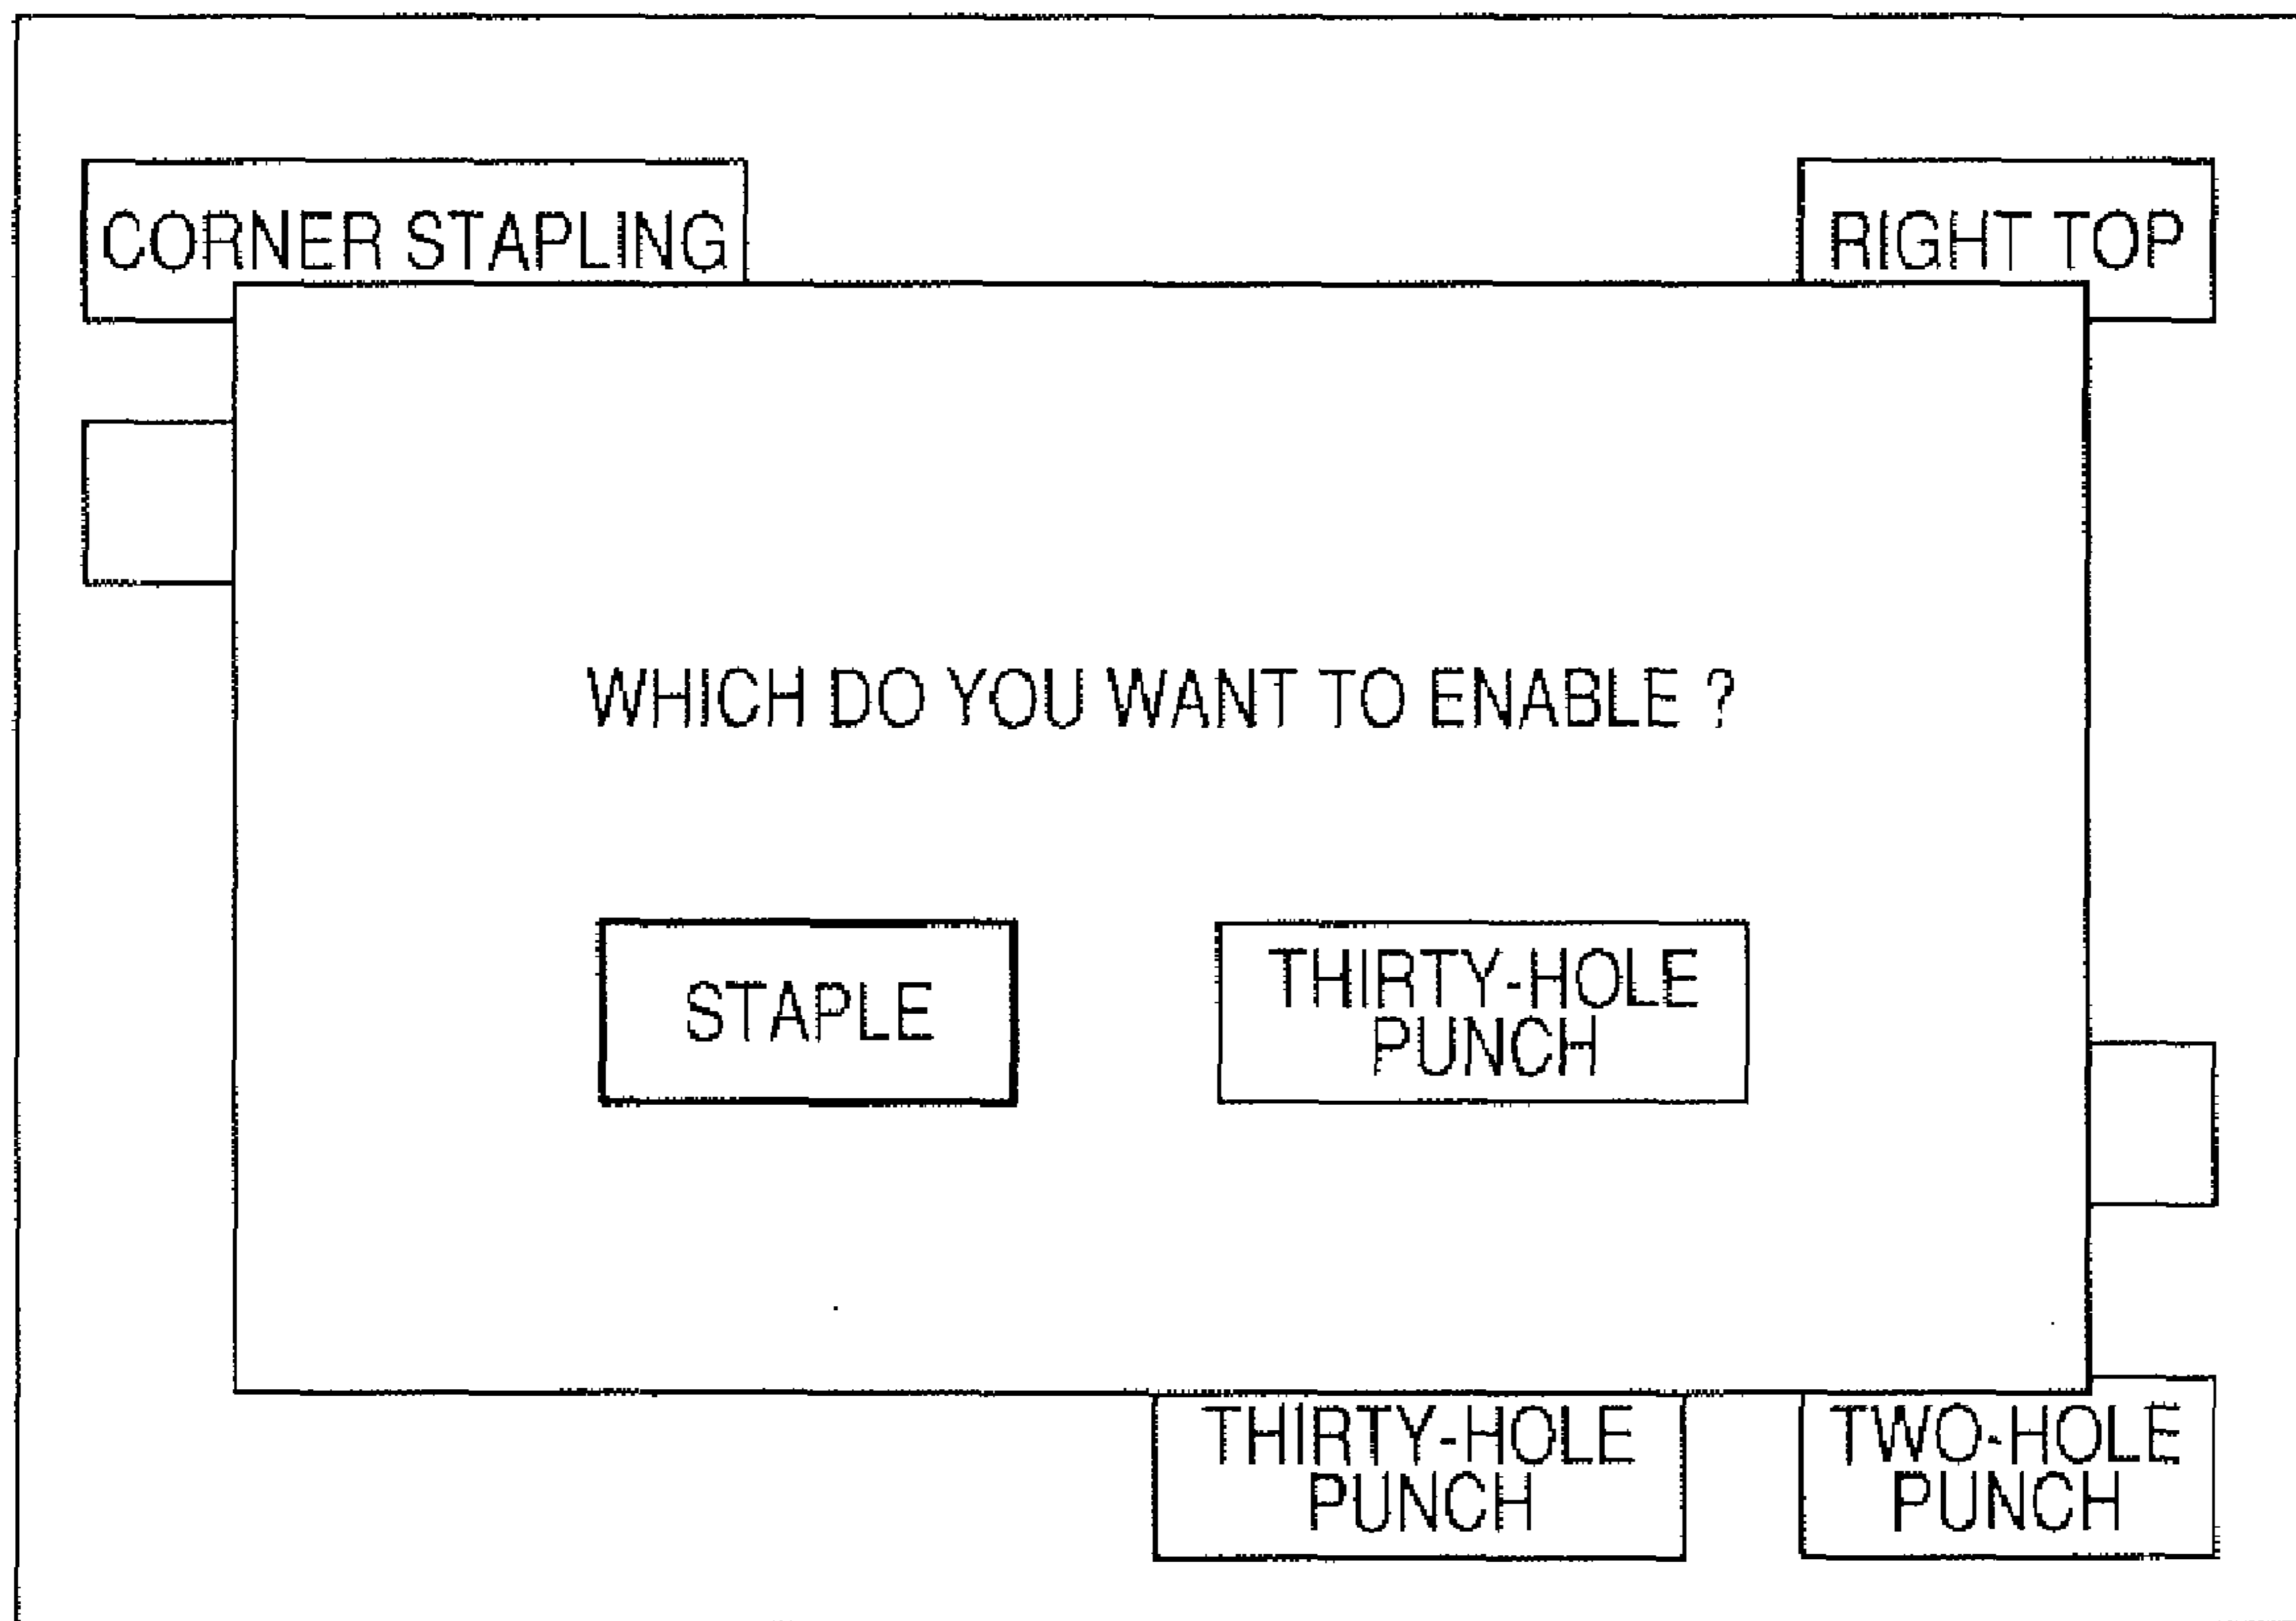 CORNER STAPLING
RIGHT TOP
WHICH DO YOU WANT TO ENABLE ?
STAPLE
THIRTY-HOLE
PUNCH
THIRTY-HOLE
PUNCH
TWO-HOLE
PUNCH